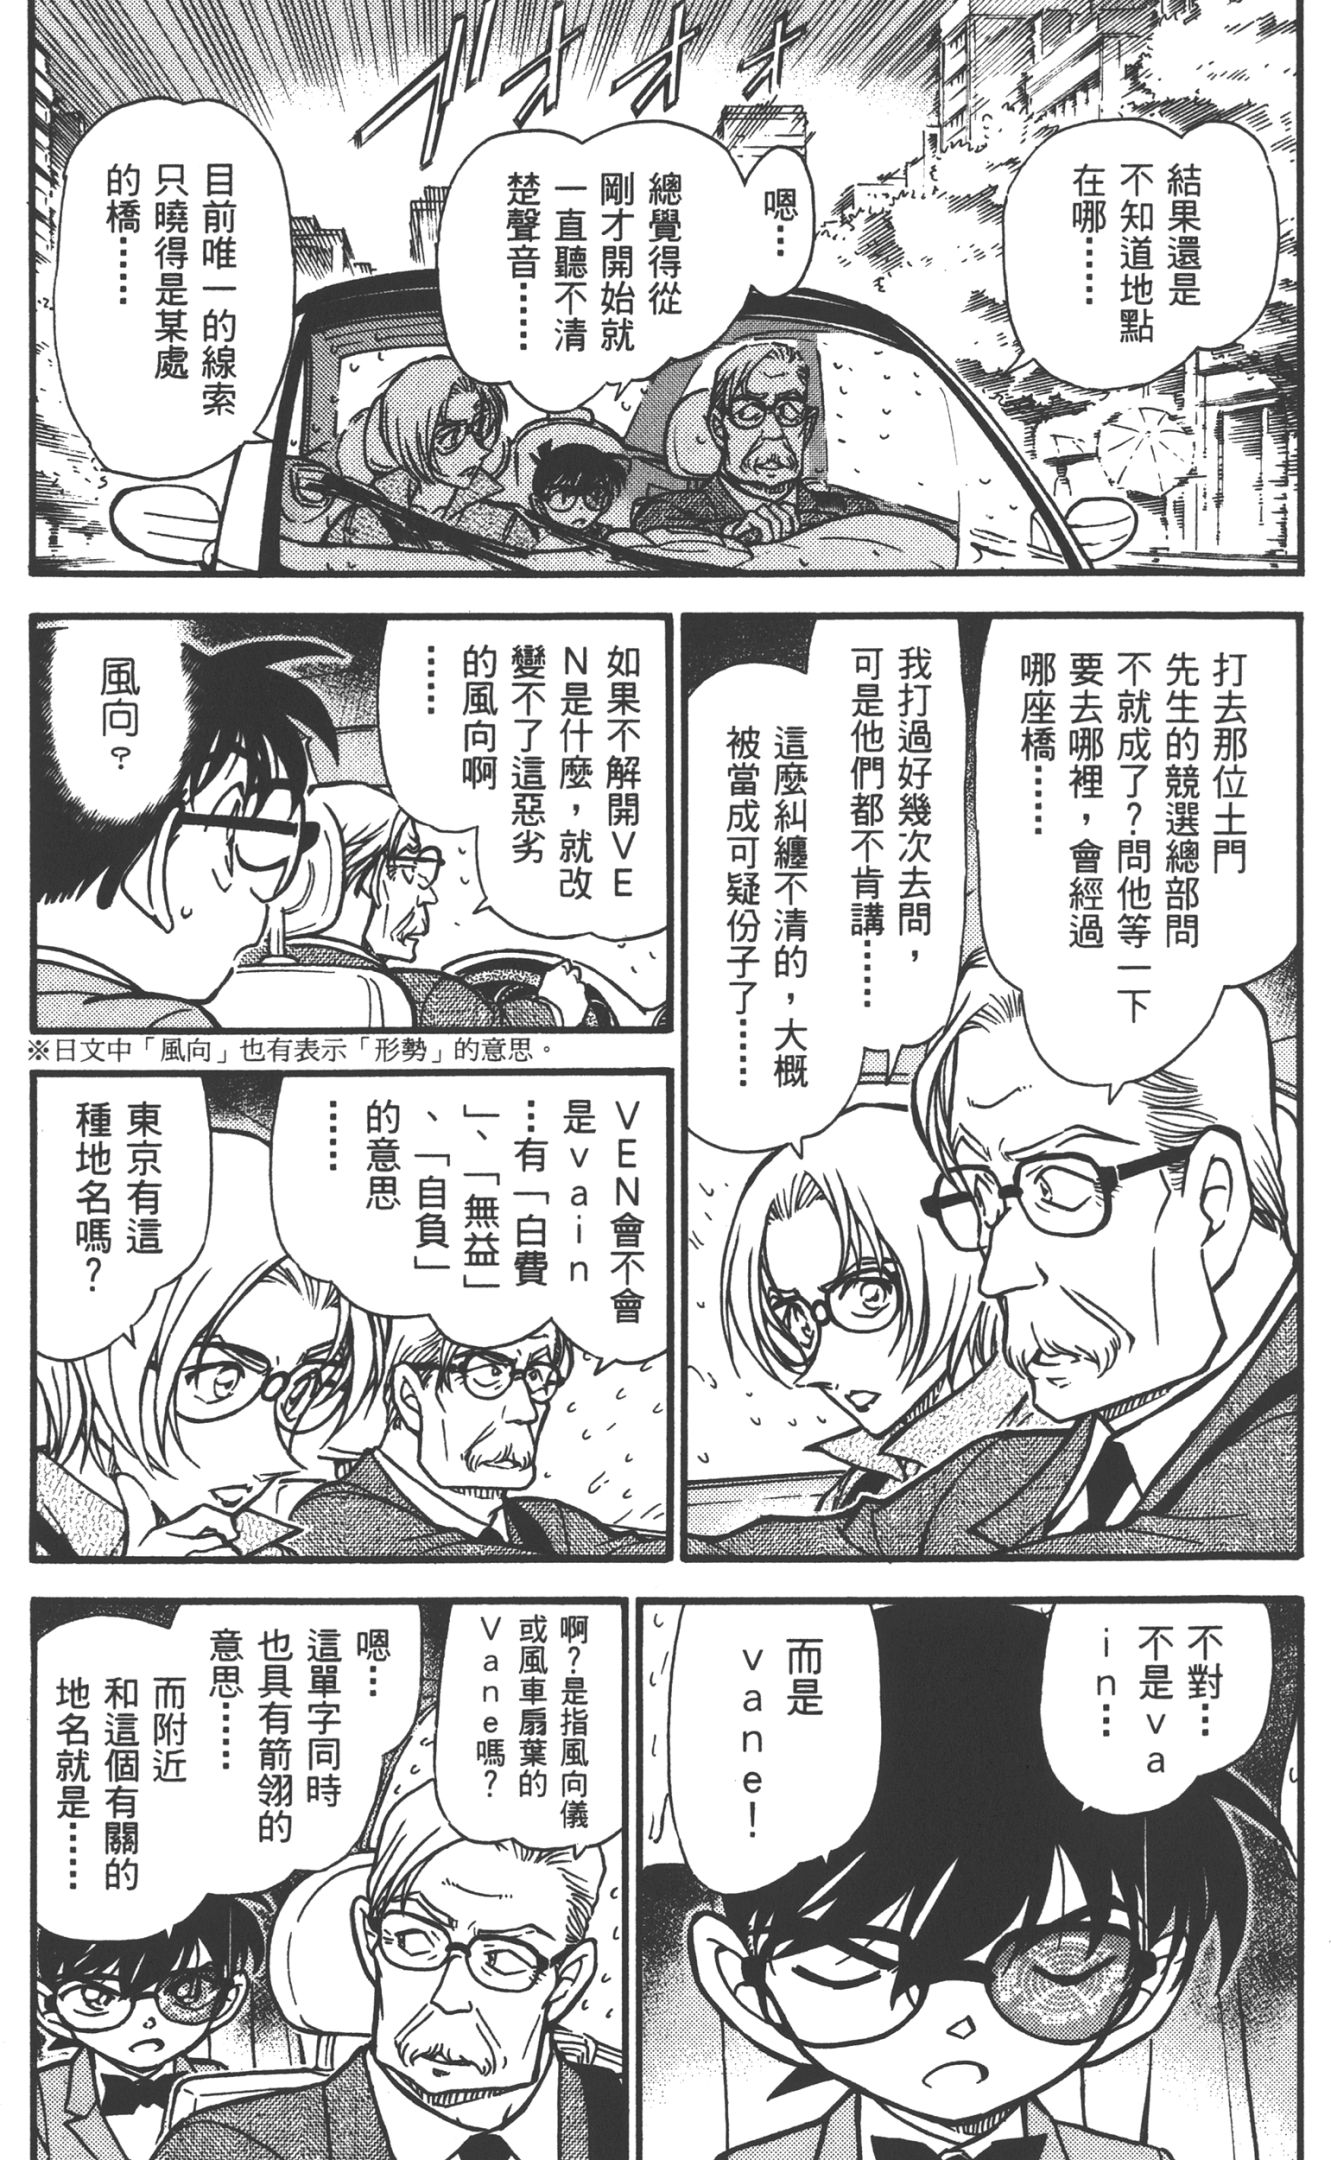 結果還是
不知道地點
在哪……
嗯…
總覺得從
剛才開始就
一直聽不清
楚聲音……
目前唯一的線索
只曉得是某處
的橋……
打去那位土門
先生的競選總部問
不就成了?問他等一下
要去哪裡，會經過
哪座橋……
我打過好幾次去問，
可是他們都不肯講……
這麼糾纏不清的，大概
被當成可疑份子了……
如果不解開VE
N是什麼，就改
變不了這惡劣
的風向啊
……
風向?
※日文中「風向」也有表示「形勢」的意思。
VEN會不會
是vain
…有「白費
」、「無益」
、「自負」
的意思
……
東京有這
種地名嗎?
不對…
不是va
in…
而是
vane!
啊?是指風向儀
或風車扇葉的
vane嗎?
嗯…
這單字同時
也具有箭翎的
意思……
而附近
和這個有關的
地名就是……